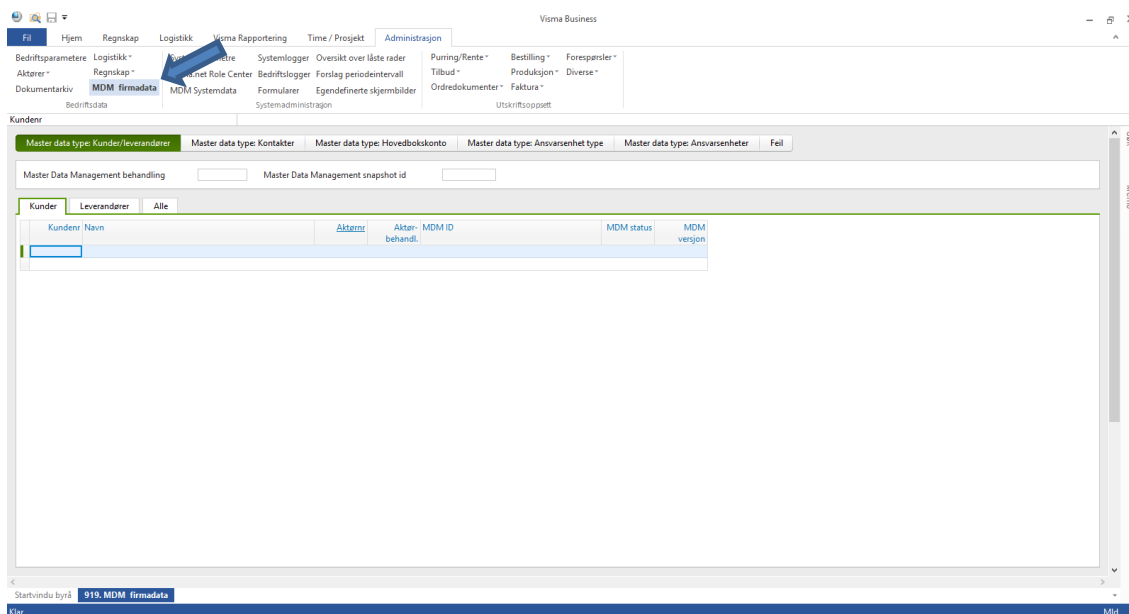 Visma Business
Fil Hjem Regnskap Logistikk Visma Rapportering Time / Prosjekt Administrasjon
Bedriftsparametere Logistikk Systemlogger Oversikt over låste rader Purring/Rente Bestilling Forespørsler
Aktører Regnskap Role Center Bedriftslogger Forslag periodeintervall Tilbud Produksjon Diverse
Dokumentarkiv MDM firmadata MDM Systemdata Formularer Egendefinerte skjermbilder Ordredokumenter Faktura
Bedriftsdata Systemadministrasjon Utskriftsoppsett
Kundenr
Master data type: Kunder/leverandører Master data type: Kontakter Master data type: Hovedbokskonto Master data type: Ansvarsenhet type Master data type: Ansvarsenheter Feil
Master Data Management behandling Master Data Management snapshot id
Kunder Leverandører Alle
Kundenr Navn Aktørnr Aktør- MDM ID MDM status MDM
behandl. versjon
Startvindu byrå 919. MDM firmadata
Klar Mld